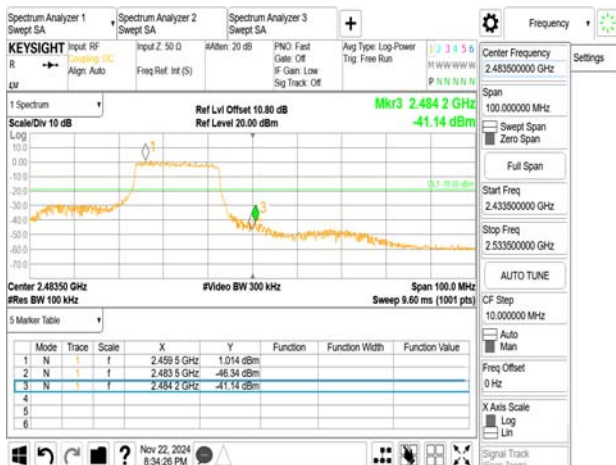 Spectrum Analyzer 1
Swept SA
Spectrum Analyzer 2
Swept SA
Spectrum Analyzer 3
Swept SA
+
Frequency
KEYSIGHT
R
LV
Input: RF
Coupling: DC
Align: Auto
Input Z: 50 Ω
Freq Ref: Int (S)
#Atten: 20 dB
PNO: Fast
Gate: Off
IF Gain: Low
Sig Track: Off
Avg Type: Log-Power
Trig: Free Run
1 2 3 4 5 6
M W W W W W
P N N N N N
Center Frequency
2.483500000 GHz
Settings
Span
100.000000 MHz
Swept Span
Zero Span
Full Span
Start Freq
2.433500000 GHz
Stop Freq
2.533500000 GHz
AUTO TUNE
CF Step
10.000000 MHz
Auto
Man
Freq Offset
0 Hz
X Axis Scale
Log
Lin
Signal Track
1 Spectrum
Scale/Div 10 dB
Log
Ref Lvl Offset 10.80 dB
Ref Level 20.00 dBm
Mkr3 2.484 2 GHz
-41.14 dBm
10.0
0.00
-10.0
-20.0
-30.0
-40.0
-50.0
-60.0
-70.0
1
3
Center 2.48350 GHz
#Res BW 100 kHz
#Video BW 300 kHz
Span 100.0 MHz
Sweep 9.60 ms (1001 pts)
5 Marker Table
Mode Trace Scale X Y Function Function Width Function Value
1 N 1 f 2.459 5 GHz 1.014 dBm
2 N 1 f 2.483 5 GHz -46.34 dBm
3 N 1 f 2.484 2 GHz -41.14 dBm
4
5
6
?
Nov 22, 2024
8:34:26 PM